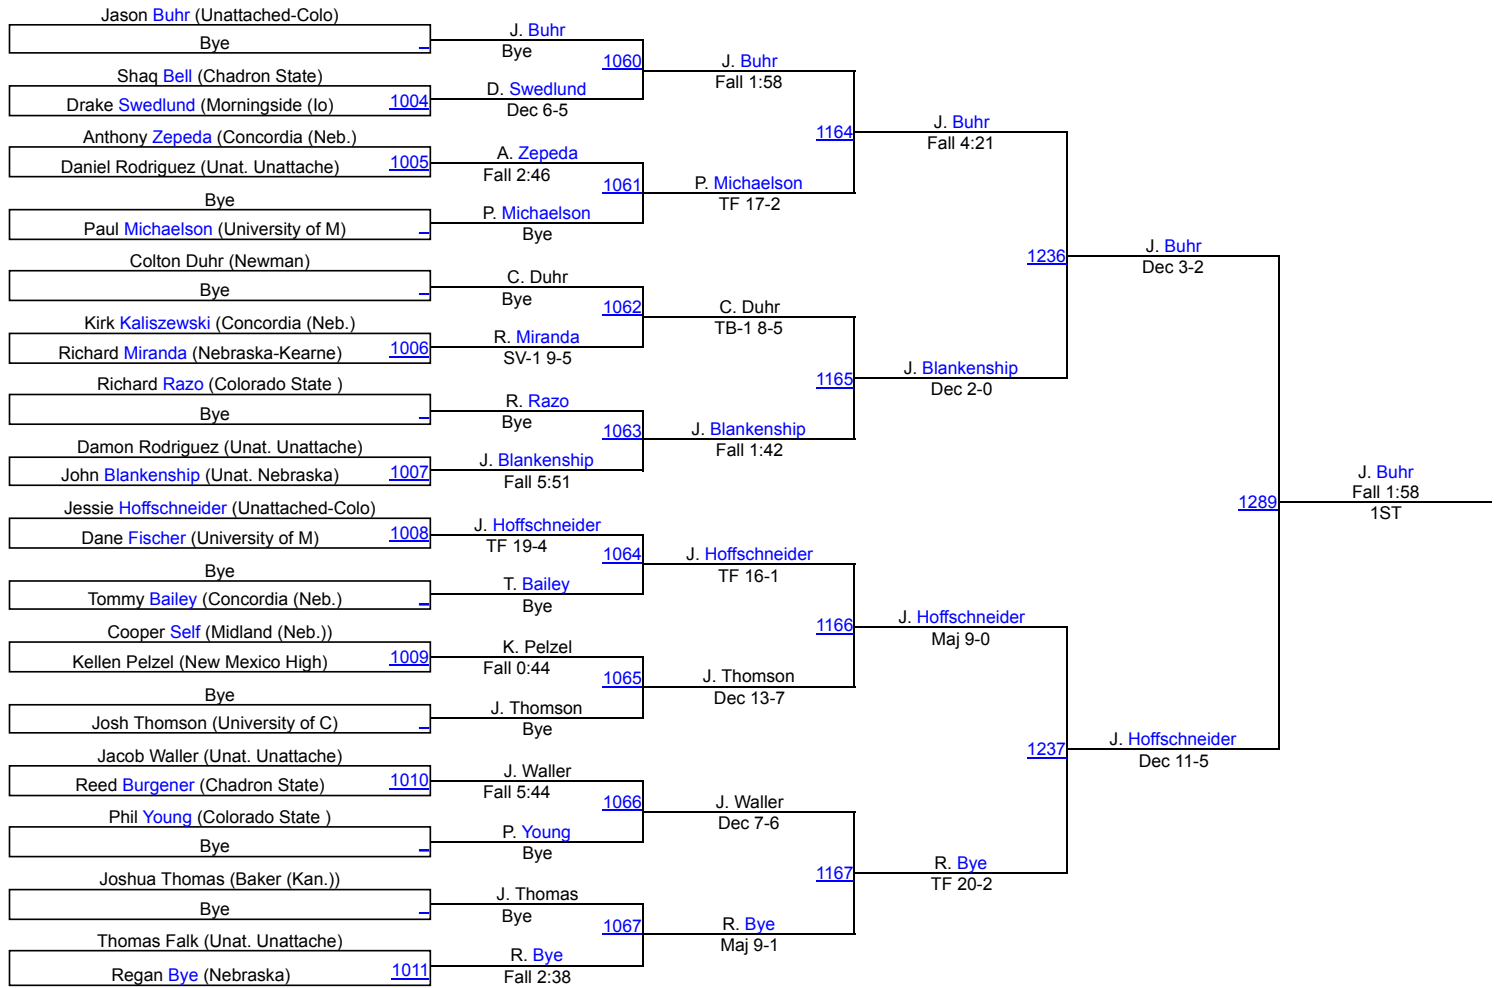 Jason Buhr (Unattached-Colo)
Bye
Shaq Bell (Chadron State)
Drake Swedlund (Morningside (Io) 1004
Anthony Zepeda (Concordia (Neb.)
Daniel Rodriguez (Unat. Unattache) 1005
Bye
Paul Michaelson (University of M)
Colton Duhr (Newman)
Bye
Kirk Kaliszewski (Concordia (Neb.)
Richard Miranda (Nebraska-Kearne) 1006
Richard Razo (Colorado State )
Bye
Damon Rodriguez (Unat. Unattache)
John Blankenship (Unat. Nebraska) 1007
Jessie Hoffschneider (Unattached-Colo)
Dane Fischer (University of M) 1008
Bye
Tommy Bailey (Concordia (Neb.)
Cooper Self (Midland (Neb.))
Kellen Pelzel (New Mexico High) 1009
Bye
Josh Thomson (University of C)
Jacob Waller (Unat. Unattache)
Reed Burgener (Chadron State) 1010
Phil Young (Colorado State )
Bye
Joshua Thomas (Baker (Kan.))
Bye
Thomas Falk (Unat. Unattache)
Regan Bye (Nebraska) 1011
J. Buhr
Bye
1060
D. Swedlund
Dec 6-5
A. Zepeda
Fall 2:46
1061
P. Michaelson
Bye
C. Duhr
Bye
1062
R. Miranda
SV-1 9-5
R. Razo
Bye
1063
J. Blankenship
Fall 5:51
J. Hoffschneider
TF 19-4
1064
T. Bailey
Bye
K. Pelzel
Fall 0:44
1065
J. Thomson
Bye
J. Waller
Fall 5:44
1066
P. Young
Bye
J. Thomas
Bye
1067
R. Bye
Fall 2:38
J. Buhr
Fall 1:58
1164
P. Michaelson
TF 17-2
C. Duhr
TB-1 8-5
1165
J. Blankenship
Fall 1:42
J. Hoffschneider
TF 16-1
1166
J. Thomson
Dec 13-7
J. Waller
Dec 7-6
1167
R. Bye
Maj 9-1
J. Buhr
Fall 4:21
1236
J. Blankenship
Dec 2-0
J. Hoffschneider
Maj 9-0
1237
R. Bye
TF 20-2
J. Buhr
Dec 3-2
1289
J. Hoffschneider
Dec 11-5
J. Buhr
Fall 1:58
1ST